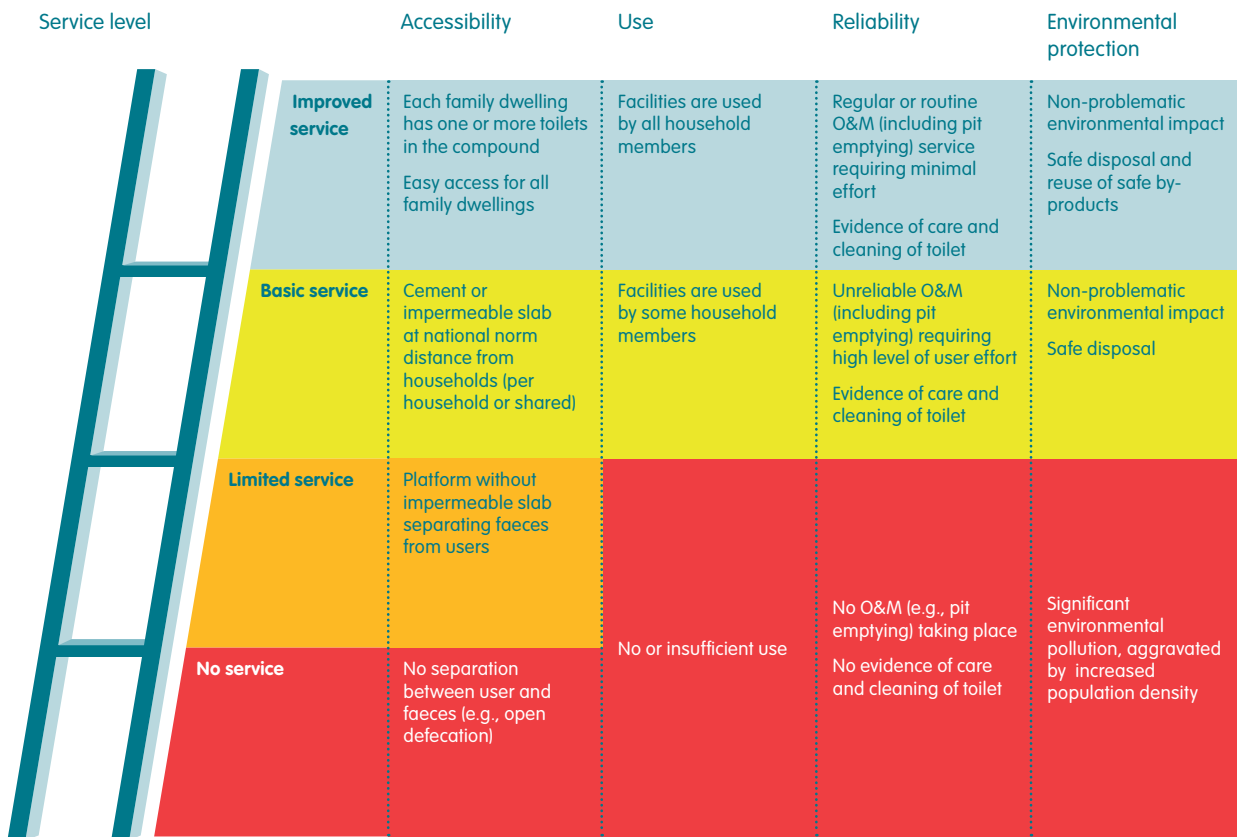 Service level
Accessibility
Use
Reliability
Environmental
protection
Improved
service
Each family dwelling
has one or more toilets
in the compound
Easy access for all
family dwellings
Facilities are used
by all household
members
Regular or routine
O&M (including pit
emptying) service
requiring minimal
effort
Evidence of care and
cleaning of toilet
Non-problematic
environmental impact
Safe disposal and
reuse of safe by-
products
Basic service
Cement or
impermeable slab
at national norm
distance from
households (per
household or shared)
Facilities are used
by some household
members
Unreliable O&M
(including pit
emptying) requiring
high level of user effort
Evidence of care and
cleaning of toilet
Non-problematic
environmental impact
Safe disposal
Limited service
Platform without
impermeable slab
separating faeces
from users
No service
No separation
between user and
faeces (e.g., open
defecation)
No or insufficient use
No O&M (e.g., pit
emptying) taking place
No evidence of care
and cleaning of toilet
Significant
environmental
pollution, aggravated
by increased
population density